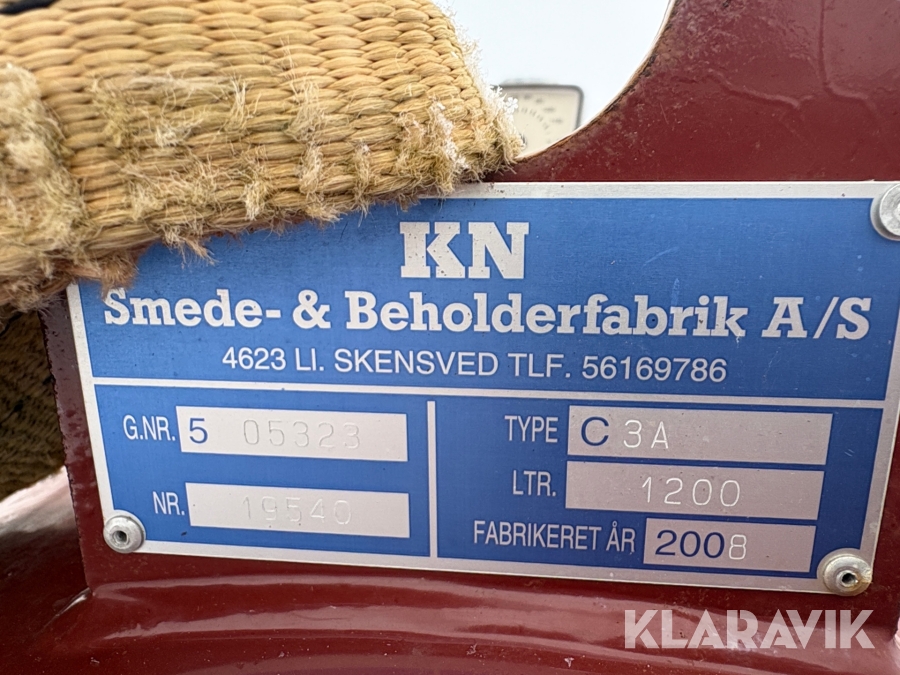 KN
Smede- & Beholderfabrik A/S
4623 LI. SKENSVED TLF. 56169786
G.NR. 5 05323
NR. 19540
TYPE C 3A
LTR. 1200
FABRIKERET ÅR 2008
KLARAVIK